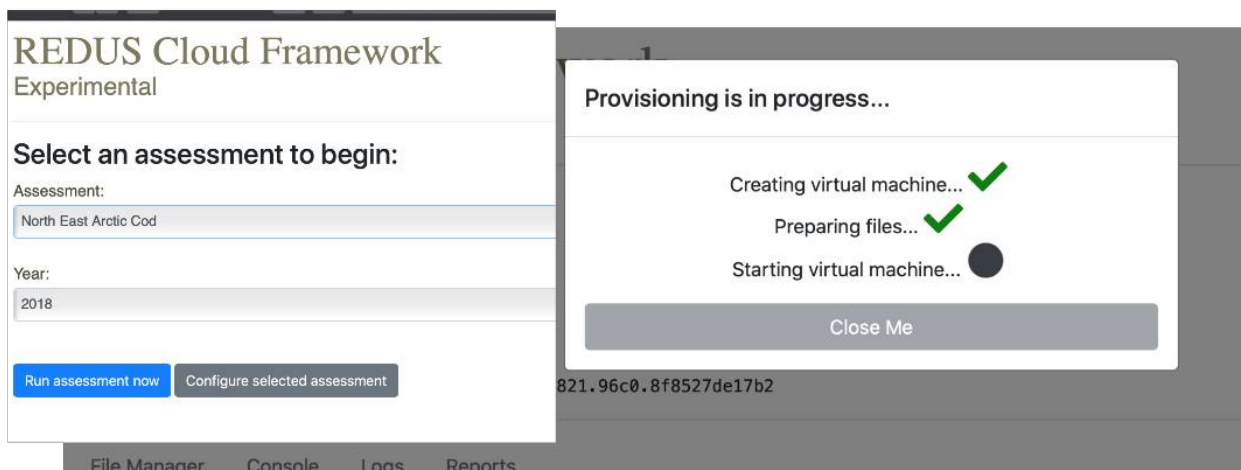 REDUS Cloud Framework
Experimental
Select an assessment to begin:
Assessment:
North East Arctic Cod
Year:
2018
Run assessment now
Configure selected assessment
Provisioning is in progress...
Creating virtual machine...
Preparing files...
Starting virtual machine...
Close Me
821.96c0.8f8527de17b2
File Manager Console Logs Reports